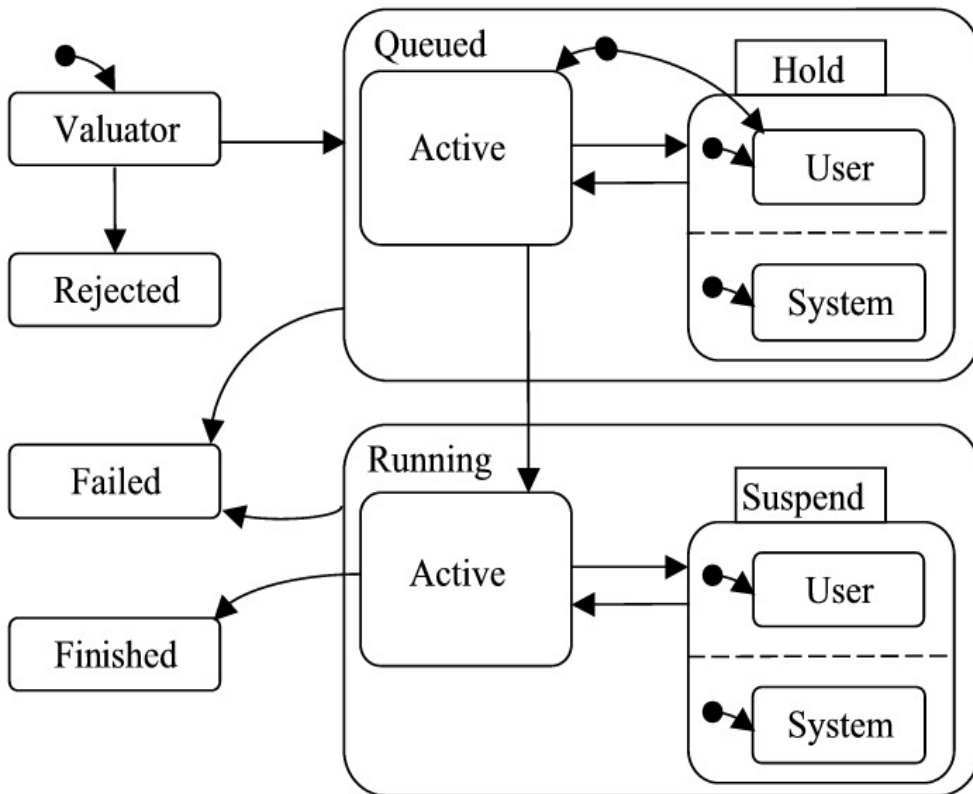 Queued
Hold
Valuator
Active
User
Rejected
System
Failed
Running
Suspend
Active
User
Finished
System